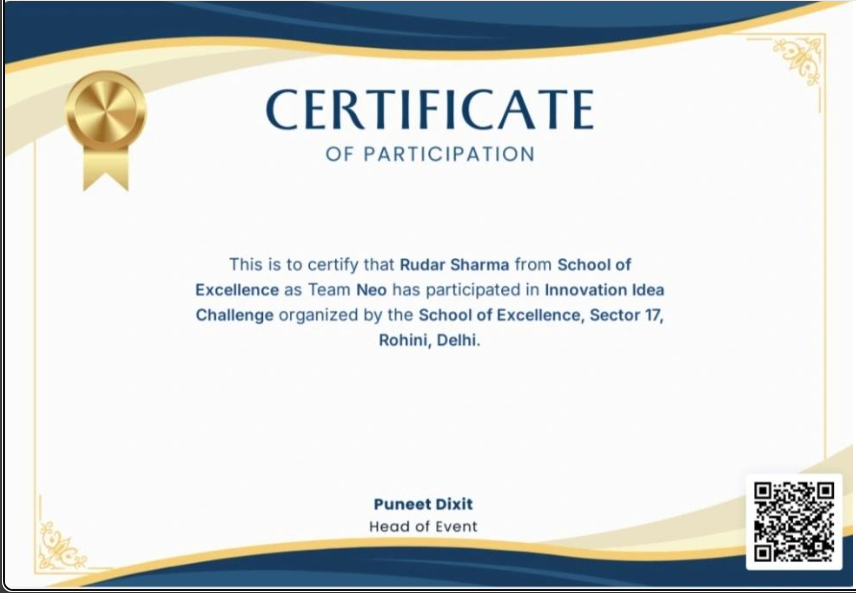 CERTIFICATE
OF PARTICIPATION
This is to certify that Rudar Sharma from School of
Excellence as Team Neo has participated in Innovation Idea
Challenge organized by the School of Excellence, Sector 17,
Rohini, Delhi.
Puneet Dixit
Head of Event